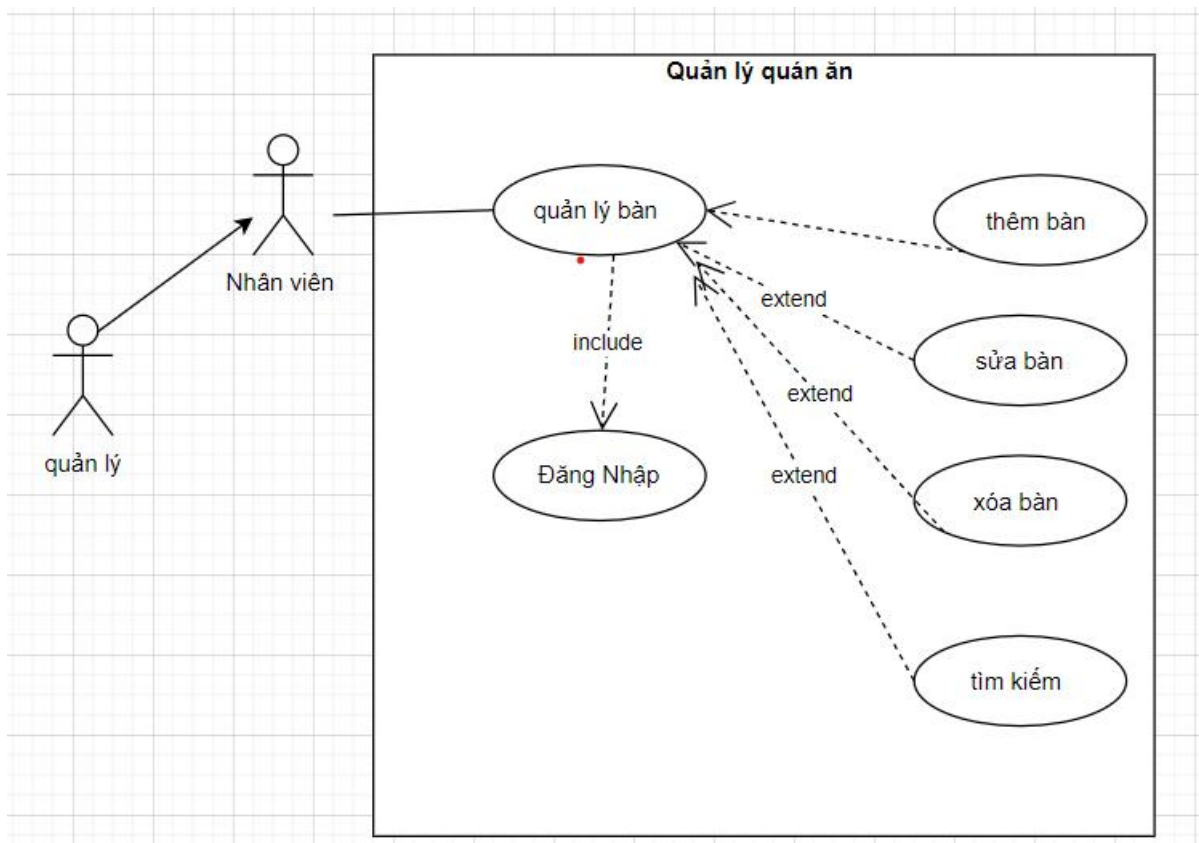 Quản lý quán ăn
quản lý bàn
thêm bàn
Nhân viên
extend
include
sửa bàn
extend
quản lý
Đăng Nhập
extend
xóa bàn
tìm kiếm